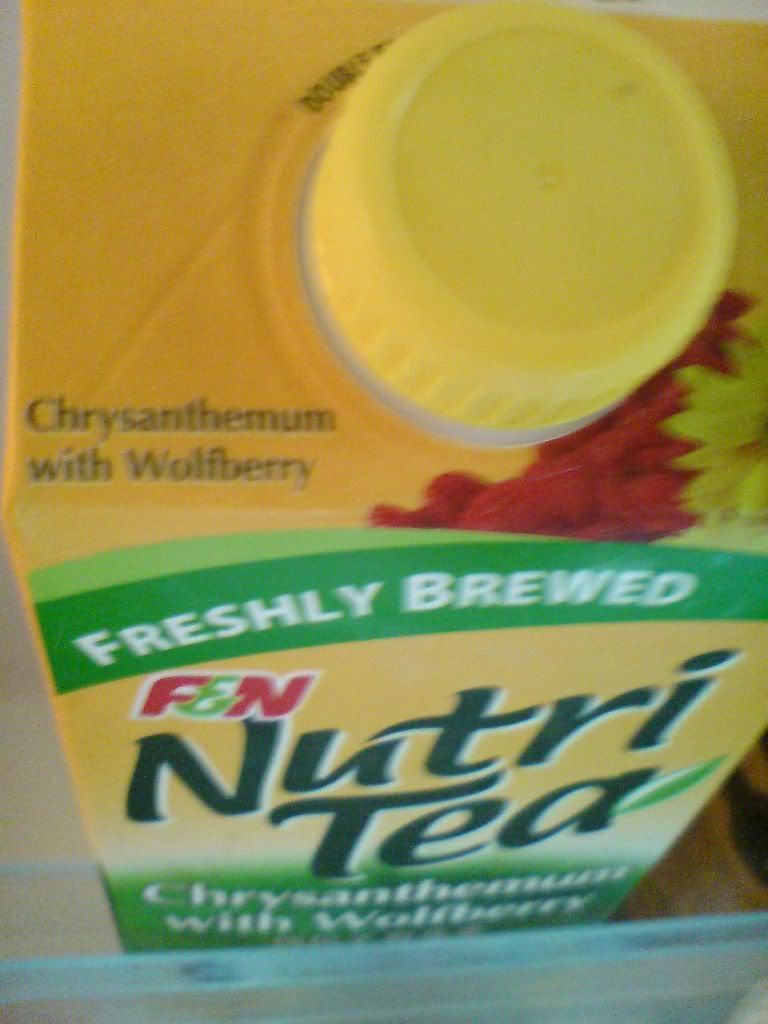 Chrysanthemum
with Wolfberry
FRESHLY BREWED
F&N
Nutri
Tea
Chrysanthemum
with Wolfberry